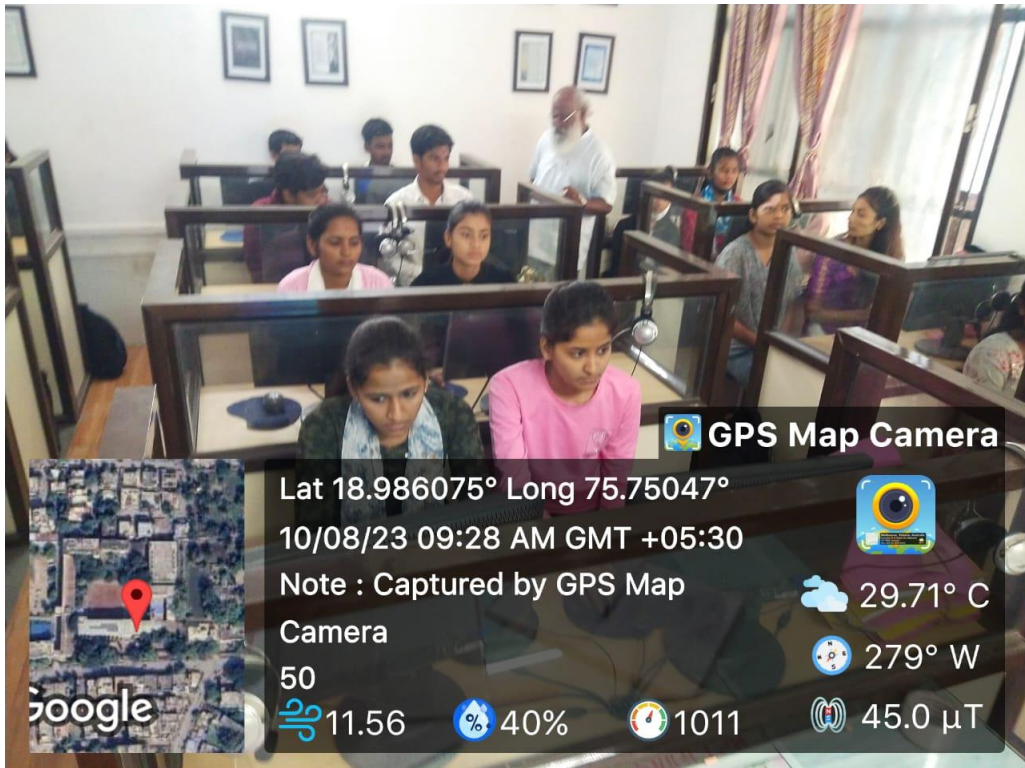 GPS Map Camera
Lat 18.986075° Long 75.75047°
10/08/23 09:28 AM GMT +05:30
Note : Captured by GPS Map
Camera
50
29.71° C
279° W
11.56
40%
1011
45.0 µT
Google